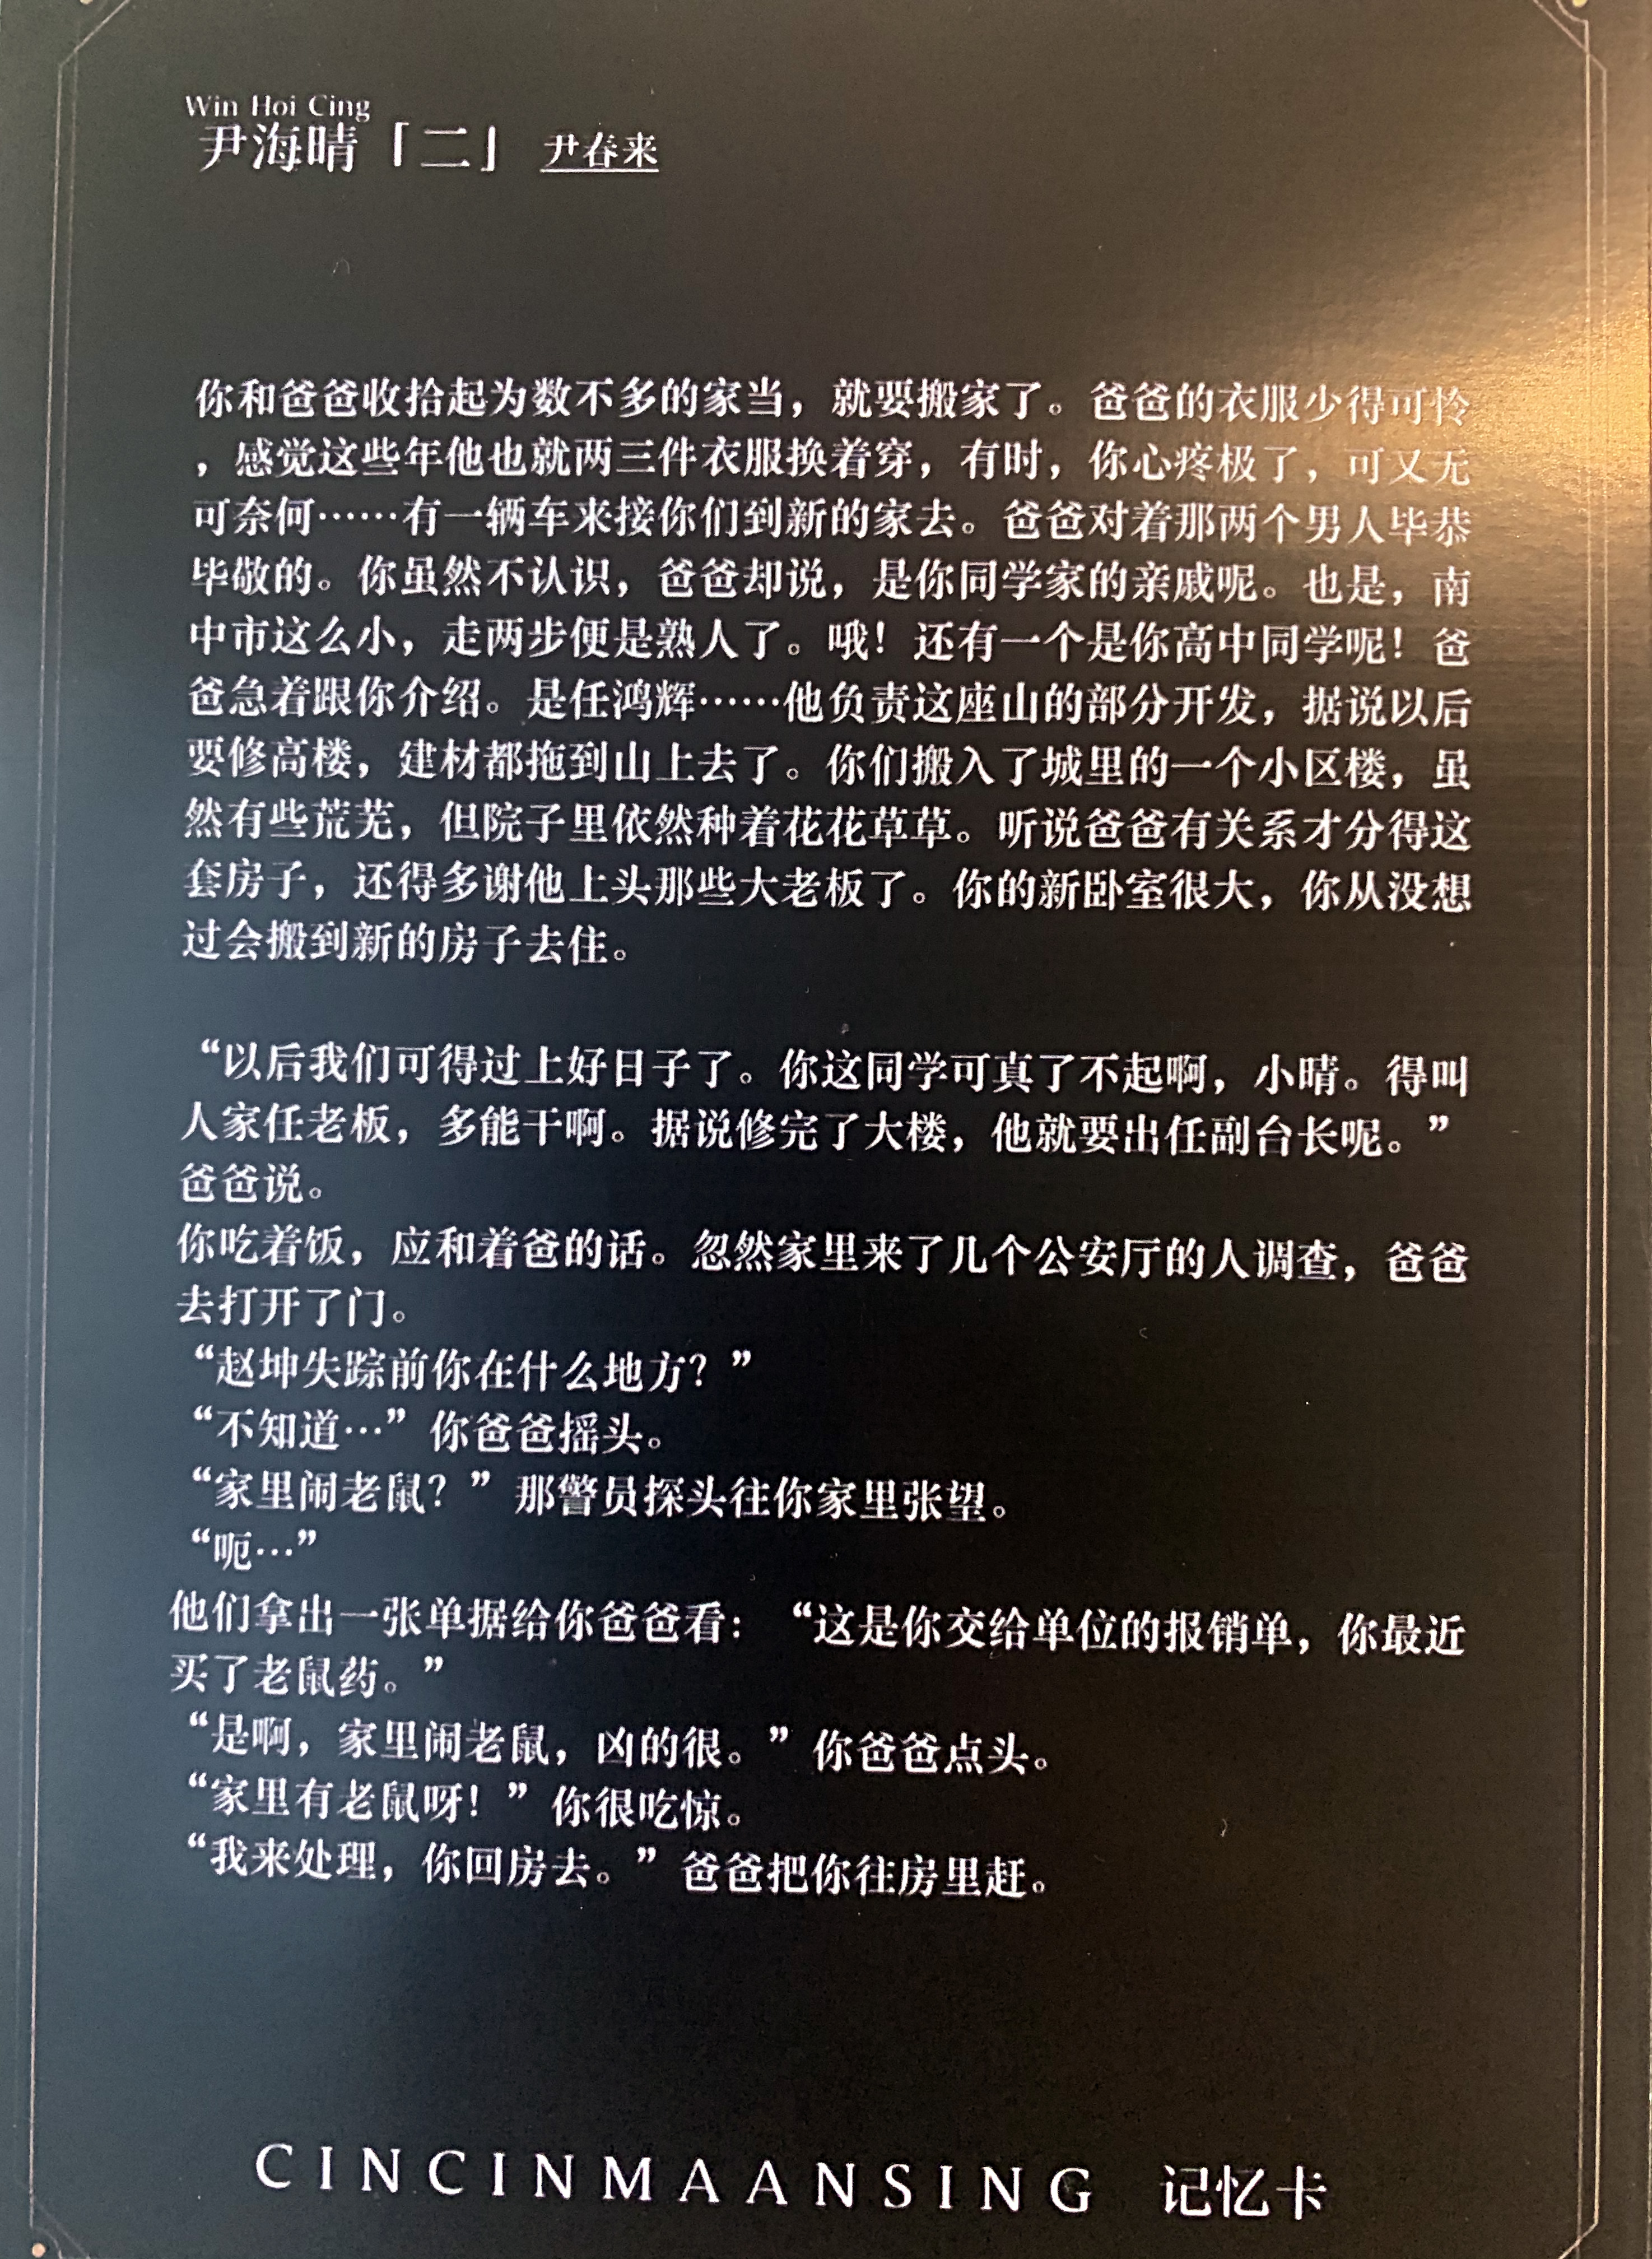 Win Hoi Cing
尹海晴「二」 尹春来
你和爸爸收拾起为数不多的家当，就要搬家了。爸爸的衣服少得可怜
，感觉这些年他也就两三件衣服换着穿，有时，你心疼极了，可又无
可奈何……有一辆车来接你们到新的家去。爸爸对着那两个男人毕恭
毕敬的。你虽然不认识，爸爸却说，是你同学家的亲戚呢。也是，南
中市这么小，走两步便是熟人了。哦！还有一个是你高中同学呢！爸
爸急着跟你介绍。是任鸿辉……他负责这座山的部分开发，据说以后
要修高楼，建材都拖到山上去了。你们搬入了城里的一个小区楼，虽
然有些荒芜，但院子里依然种着花花草草。听说爸爸有关系才分得这
套房子，还得多谢他上头那些大老板了。你的新卧室很大，你从没想
过会搬到新的房子去住。
“以后我们可得过上好日子了。你这同学可真了不起啊，小晴。得叫
人家任老板，多能干啊。据说修完了大楼，他就要出任副台长呢。”
爸爸说。
你吃着饭，应和着爸的话。忽然家里来了几个公安厅的人调查，爸爸
去打开了门。
“赵坤失踪前你在什么地方？”
“不知道…”你爸爸摇头。
“家里闹老鼠？”那警员探头往你家里张望。
“呃…”
他们拿出一张单据给你爸爸看：“这是你交给单位的报销单，你最近
买了老鼠药。”
“是啊，家里闹老鼠，凶的很。”你爸爸点头。
“家里有老鼠呀！”你很吃惊。
“我来处理，你回房去。”爸爸把你往房里赶。
CINCINMAANSING 记忆卡